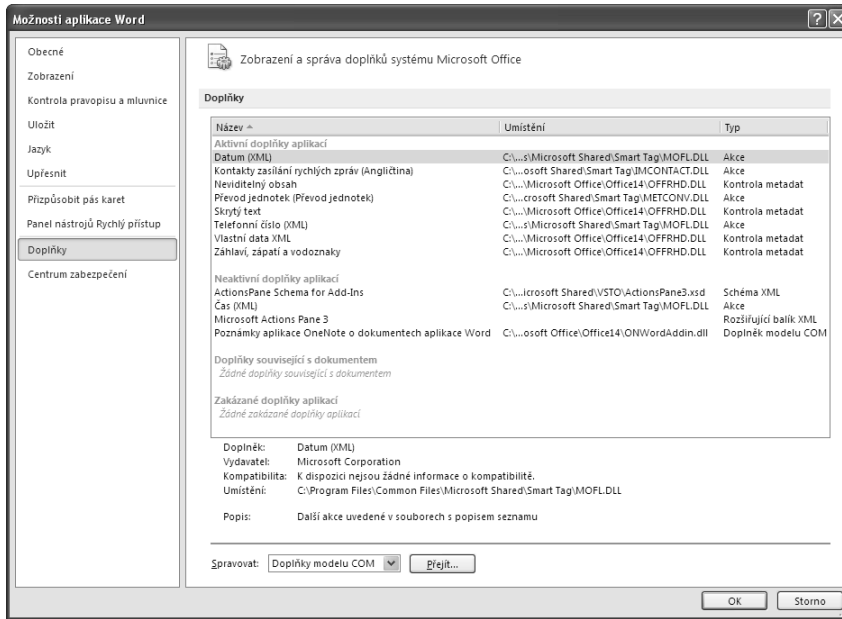 Možnosti aplikace Word
Obecné
Zobrazení
Kontrola pravopisu a mluvnice
Uložit
Jazyk
Upřesnit
Přizpůsobit pás karet
Panel nástrojů Rychlý přístup
Doplňky
Centrum zabezpečení
Zobrazení a správa doplňků systému Microsoft Office
Doplňky
Název Umístění Typ
Aktivní doplňky aplikací
Datum (XML) C:\...s\Microsoft Shared\Smart Tag\MOFL.DLL Akce
Kontakty zasílání rychlých zpráv (Angličtina) C:\...osoft Shared\Smart Tag\IMCONTACT.DLL Akce
Neviditelný obsah C:\...\Microsoft Office\Office14\OFFRHD.DLL Kontrola metadat
Převod jednotek (Převod jednotek) C:\...crosoft Shared\Smart Tag\METCONV.DLL Akce
Skrytý text C:\...\Microsoft Office\Office14\OFFRHD.DLL Kontrola metadat
Telefonní číslo (XML) C:\...s\Microsoft Shared\Smart Tag\MOFL.DLL Akce
Vlastní data XML C:\...\Microsoft Office\Office14\OFFRHD.DLL Kontrola metadat
Záhlaví, zápatí a vodoznaky C:\...\Microsoft Office\Office14\OFFRHD.DLL Kontrola metadat
Neaktivní doplňky aplikací
ActionsPane Schema for Add-Ins C:\...icrosoft Shared\VSTO\ActionsPane3.xsd Schéma XML
Čas (XML) C:\...s\Microsoft Shared\Smart Tag\MOFL.DLL Akce
Microsoft Actions Pane 3 Rozšiřující balík XML
Poznámky aplikace OneNote o dokumentech aplikace Word C:\...osoft Office\Office14\ONWordAddin.dll Doplněk modelu COM
Doplňky související s dokumentem
Žádné doplňky související s dokumentem
Zakázané doplňky aplikací
Žádné zakázané doplňky aplikací
Doplněk: Datum (XML)
Vydavatel: Microsoft Corporation
Kompatibilita: K dispozici nejsou žádné informace o kompatibilitě.
Umístění: C:\Program Files\Common Files\Microsoft Shared\Smart Tag\MOFL.DLL
Popis: Další akce uvedené v souborech s popisem seznamu
Spravovat: Doplňky modelu COM Přejít...
OK Storno